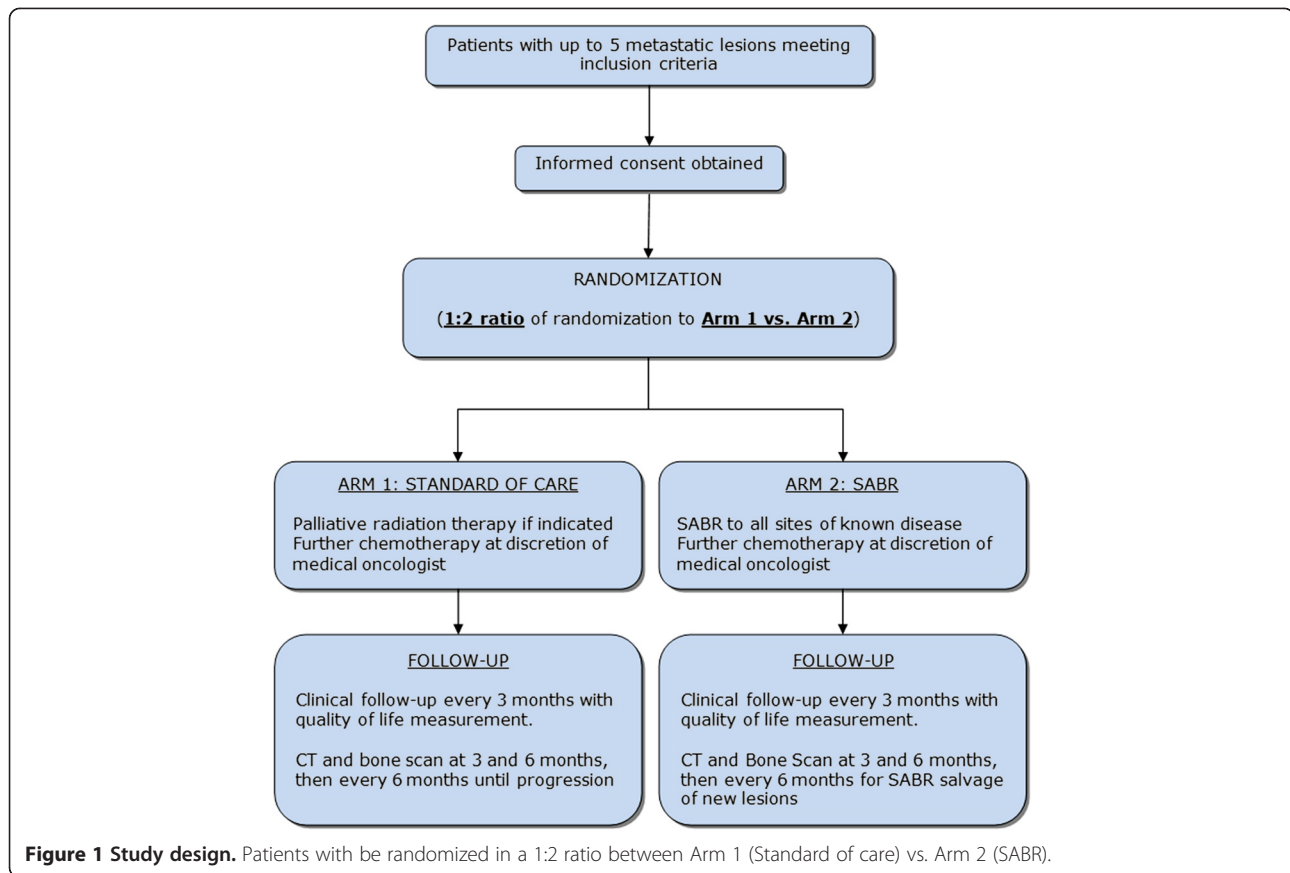 Patients with up to 5 metastatic lesions meeting
inclusion criteria
Informed consent obtained
RANDOMIZATION
(1:2 ratio of randomization to Arm 1 vs. Arm 2)
ARM 1: STANDARD OF CARE
Palliative radiation therapy if indicated
Further chemotherapy at discretion of
medical oncologist
ARM 2: SABR
SABR to all sites of known disease
Further chemotherapy at discretion of
medical oncologist
FOLLOW-UP
Clinical follow-up every 3 months with
quality of life measurement.
CT and bone scan at 3 and 6 months,
then every 6 months until progression
FOLLOW-UP
Clinical follow-up every 3 months with
quality of life measurement.
CT and Bone Scan at 3 and 6 months,
then every 6 months for SABR salvage
of new lesions
Figure 1 Study design. Patients with be randomized in a 1:2 ratio between Arm 1 (Standard of care) vs. Arm 2 (SABR).